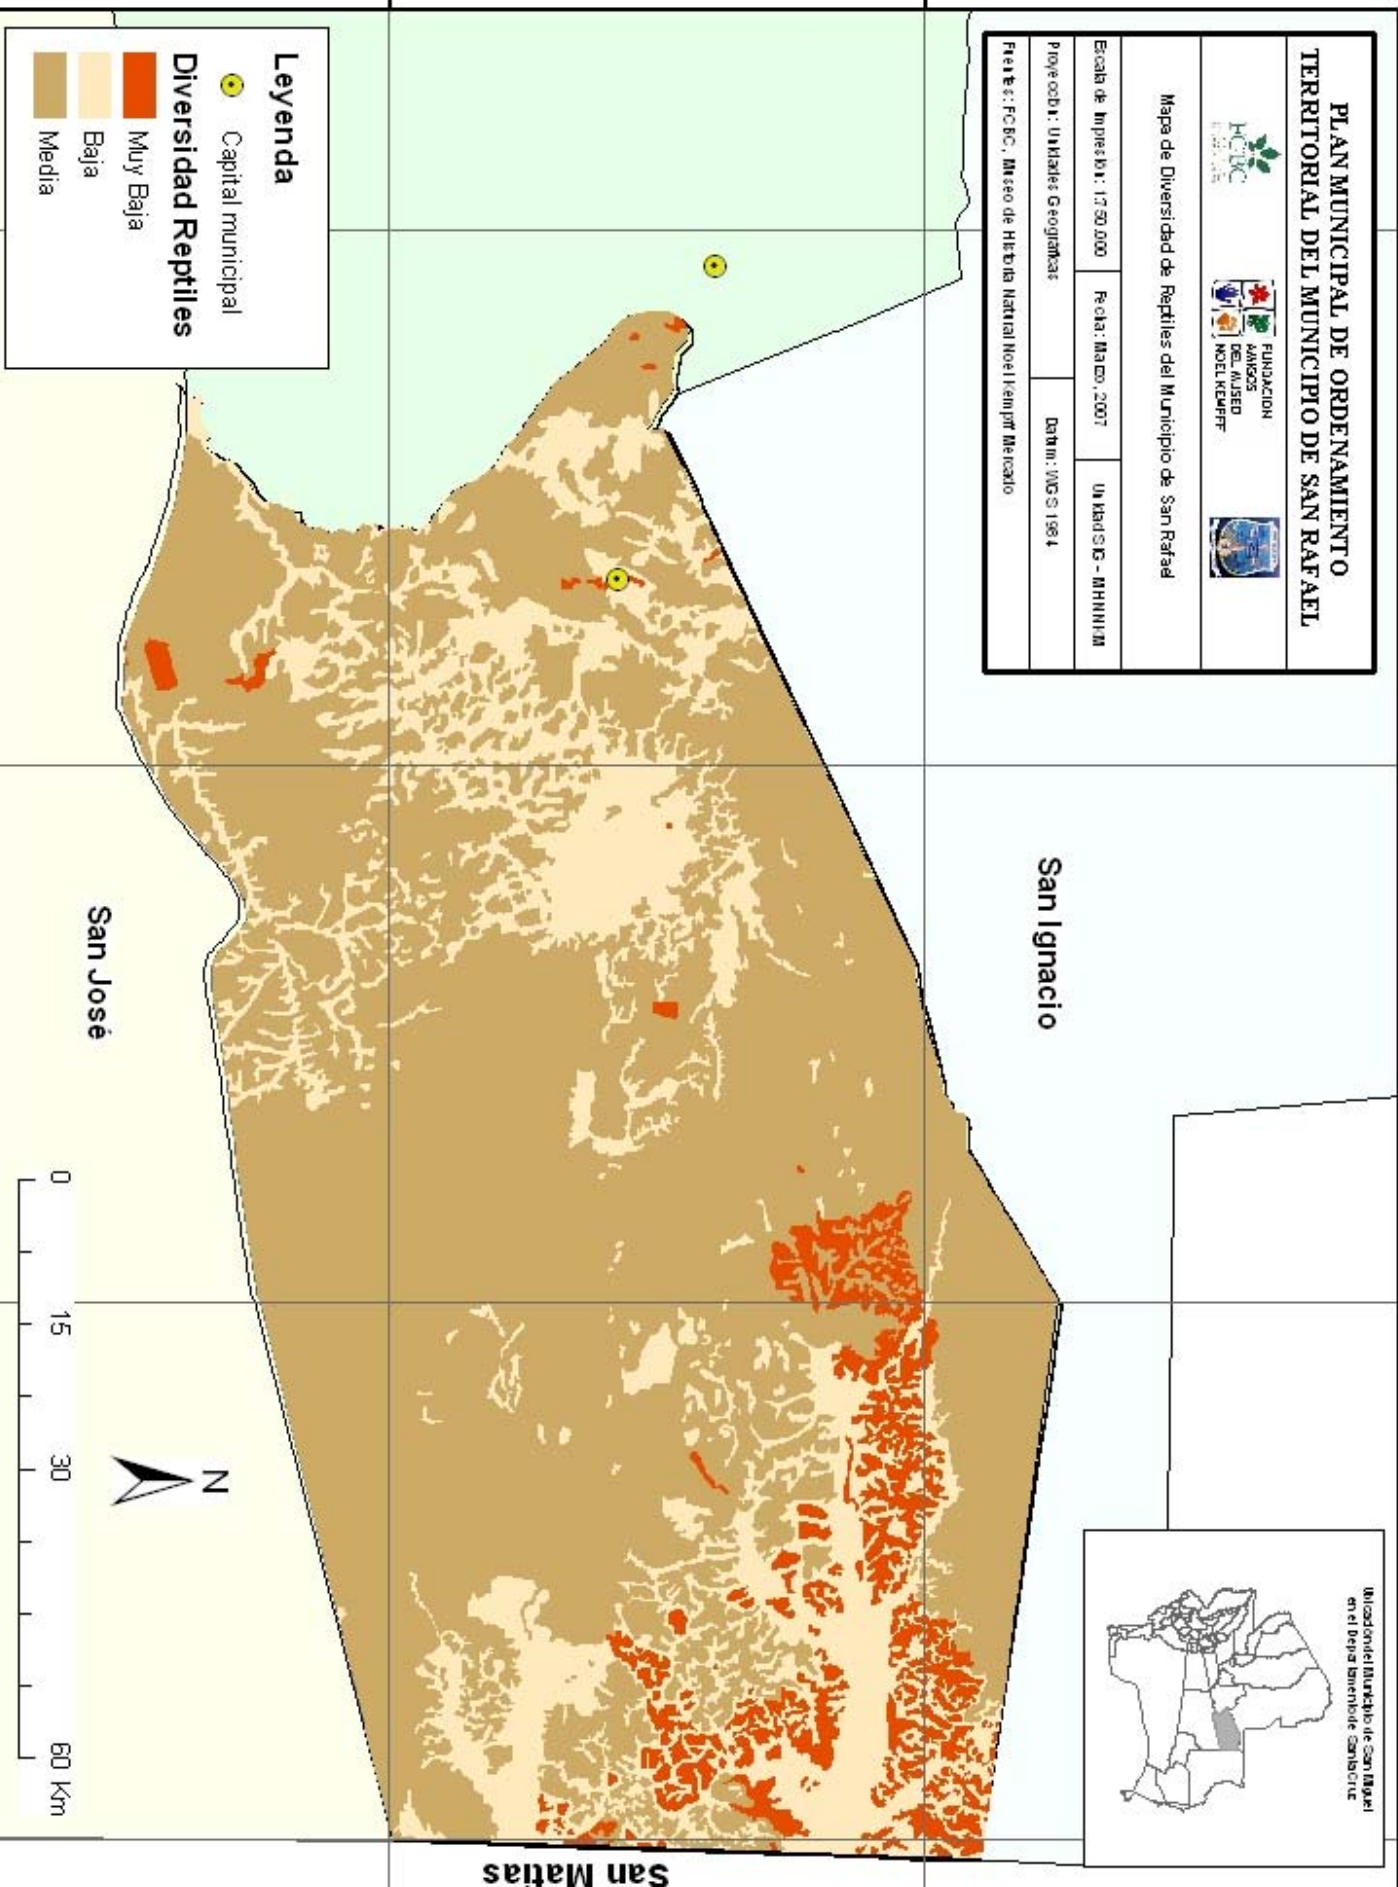 PLAN MUNICIPAL DE ORDENAMIENTO
TERRITORIAL DEL MUNICIPIO DE SAN RAFAEL
FCBC
FUNDACION
AMIGOS
DEL MUSEO
NOEL KEMPFF
Mapa de Diversidad de Reptiles del Municipio de San Rafael
Escala de Impresión: 1:750.000
Fecha: Marzo, 2007
Unidad SIG - MHNNKM
Proyección: Unidades Geográficas
Datum: WGS 1984
Fuentes: FCBC, Museo de Historia Natural Noel Kempff Mercado
Ubicación del Municipio de San Miguel
en el Departamento de Santa Cruz
San Ignacio
San Matias
San José
Leyenda
Capital municipal
Diversidad Reptiles
Muy Baja
Baja
Media
0 15 30 60 Km
N